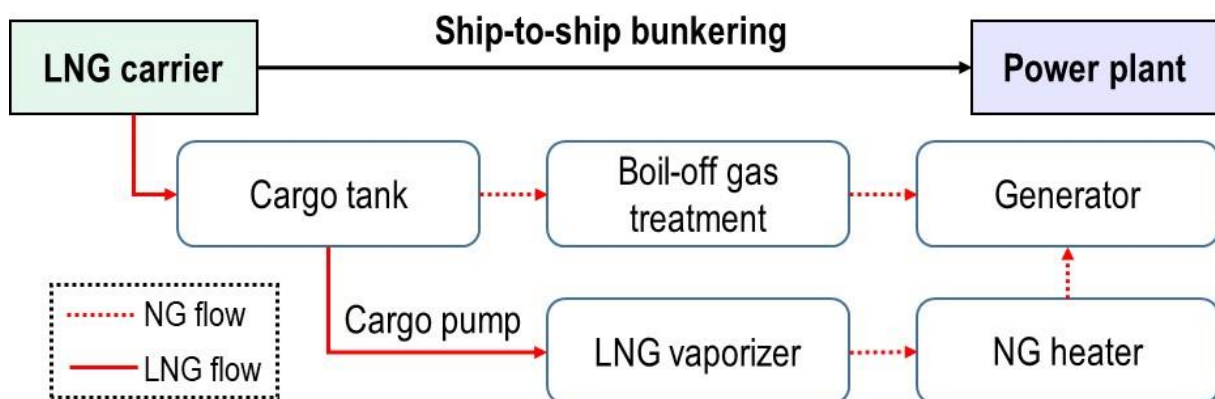 Ship-to-ship bunkering
LNG carrier
Power plant
Cargo tank
Boil-off gas
treatment
Generator
NG flow
LNG flow
Cargo pump
LNG vaporizer
NG heater